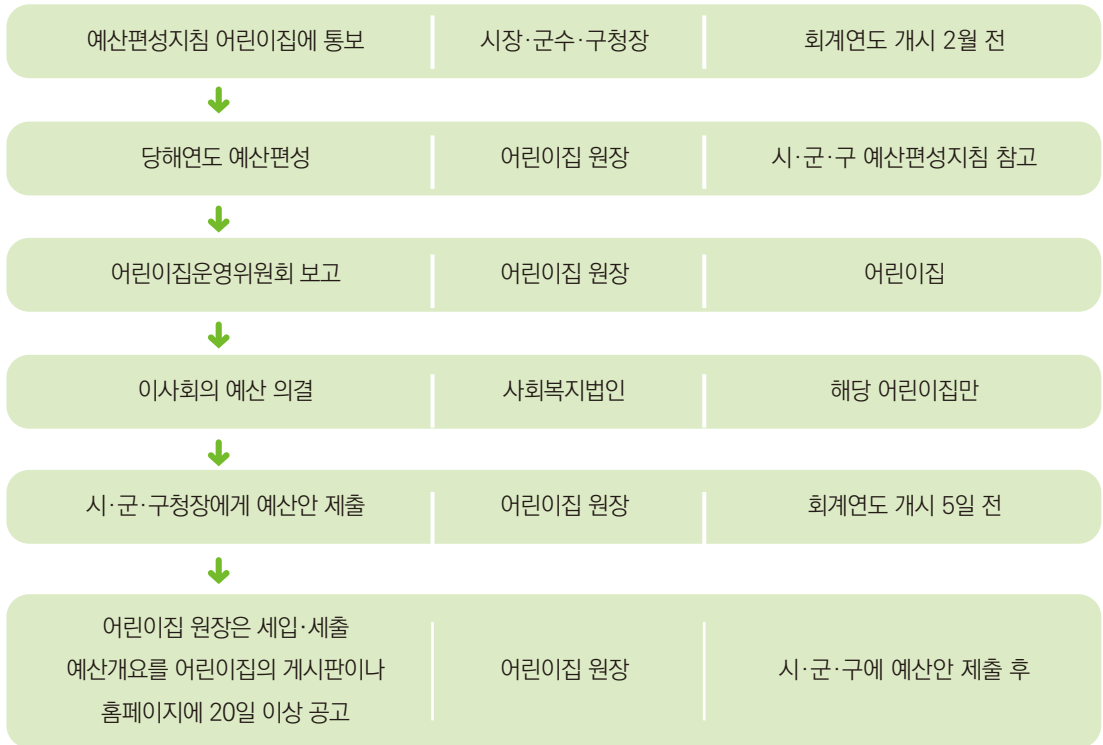 예산편성지침 어린이집에 통보 시장·군수·구청장 회계연도 개시 2월 전
당해연도 예산편성 어린이집 원장 시·군·구 예산편성지침 참고
어린이집운영위원회 보고 어린이집 원장 어린이집
이사회의 예산 의결 사회복지법인 해당 어린이집만
시·군·구청장에게 예산안 제출 어린이집 원장 회계연도 개시 5일 전
어린이집 원장은 세입·세출
예산개요를 어린이집의 게시판이나 어린이집 원장 시·군·구에 예산안 제출 후
홈페이지에 20일 이상 공고